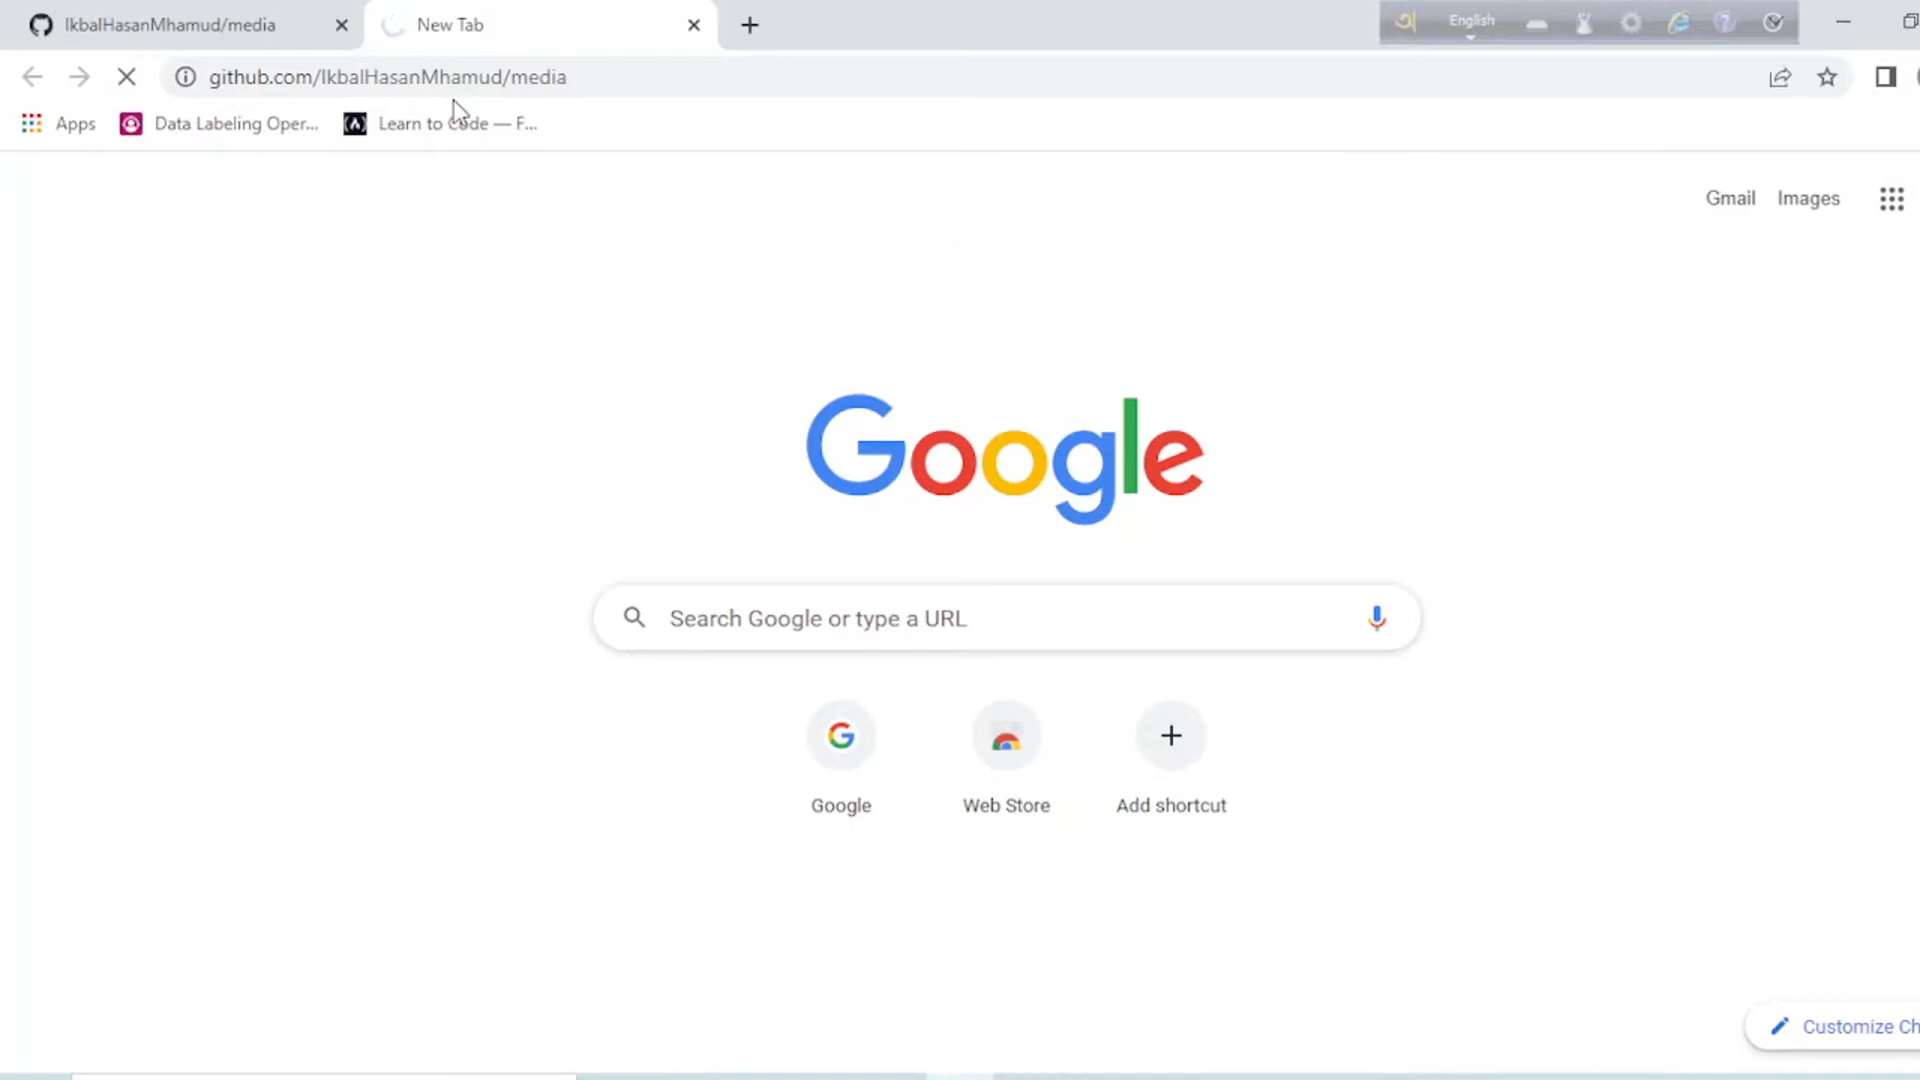 IkbalHasanMhamud/media
New Tab
অ
English
github.com/IkbalHasanMhamud/media
Apps
Data Labeling Oper...
Learn to Code — F...
Gmail
Images
Google
Search Google or type a URL
Google
Web Store
Add shortcut
Customize Ch